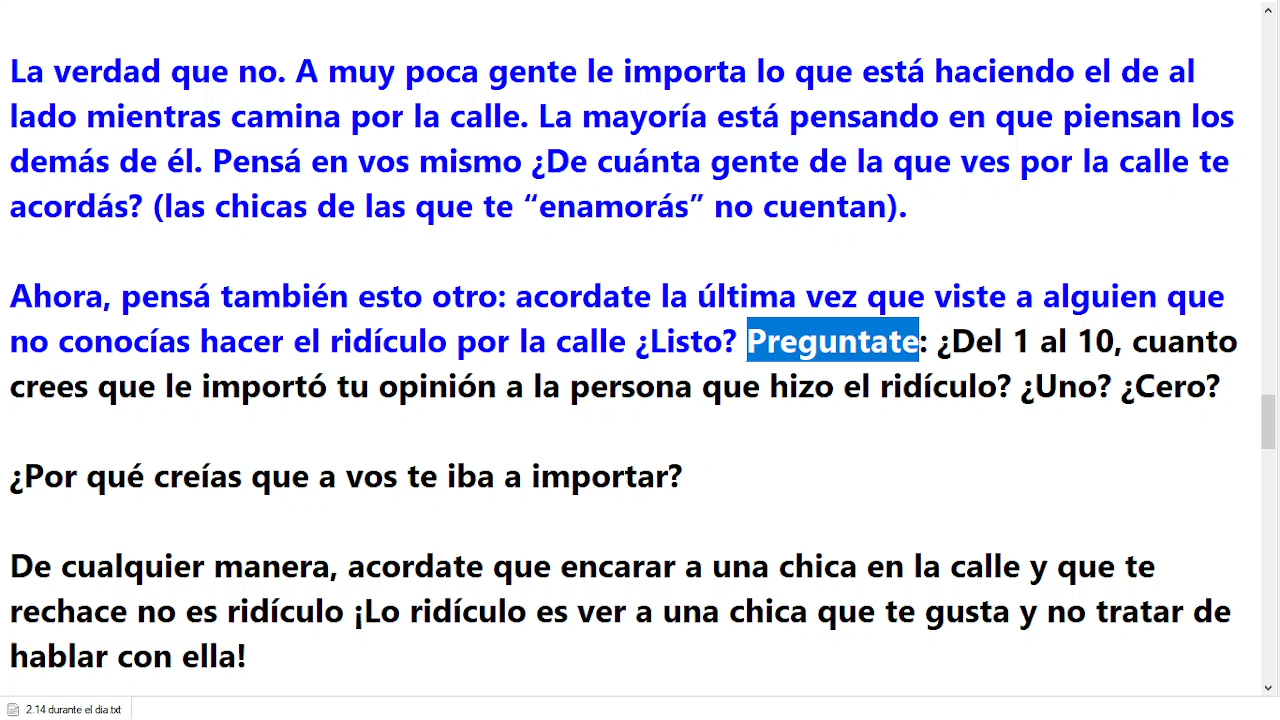 La verdad que no. A muy poca gente le importa lo que está haciendo el de al
lado mientras camina por la calle. La mayoría está pensando en que piensan los
demás de él. Pensá en vos mismo ¿De cuánta gente de la que ves por la calle te
acordás? (las chicas de las que te “enamorás” no cuentan).
Ahora, pensá también esto otro: acordate la última vez que viste a alguien que
no conocías hacer el ridículo por la calle ¿Listo? Preguntate: ¿Del 1 al 10, cuanto
crees que le importó tu opinión a la persona que hizo el ridículo? ¿Uno? ¿Cero?
¿Por qué creías que a vos te iba a importar?
De cualquier manera, acordate que encarar a una chica en la calle y que te
rechace no es ridículo ¡Lo ridículo es ver a una chica que te gusta y no tratar de
hablar con ella!
2.14 durante el dia.txt